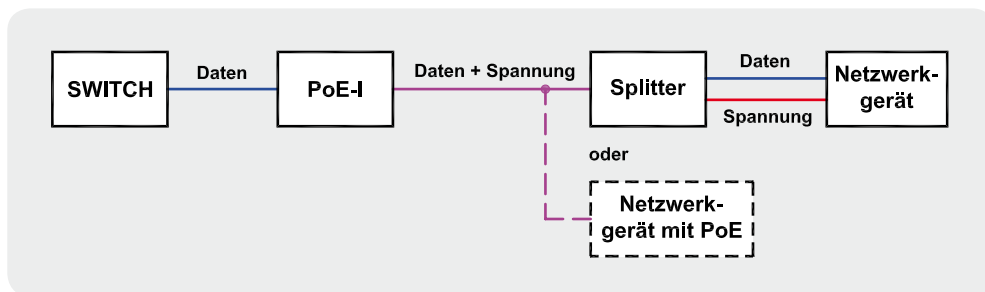 SWITCH
Daten
PoE-I
Daten + Spannung
Splitter
Daten
Spannung
Netzwerk-
gerät
oder
Netzwerk-
gerät mit PoE